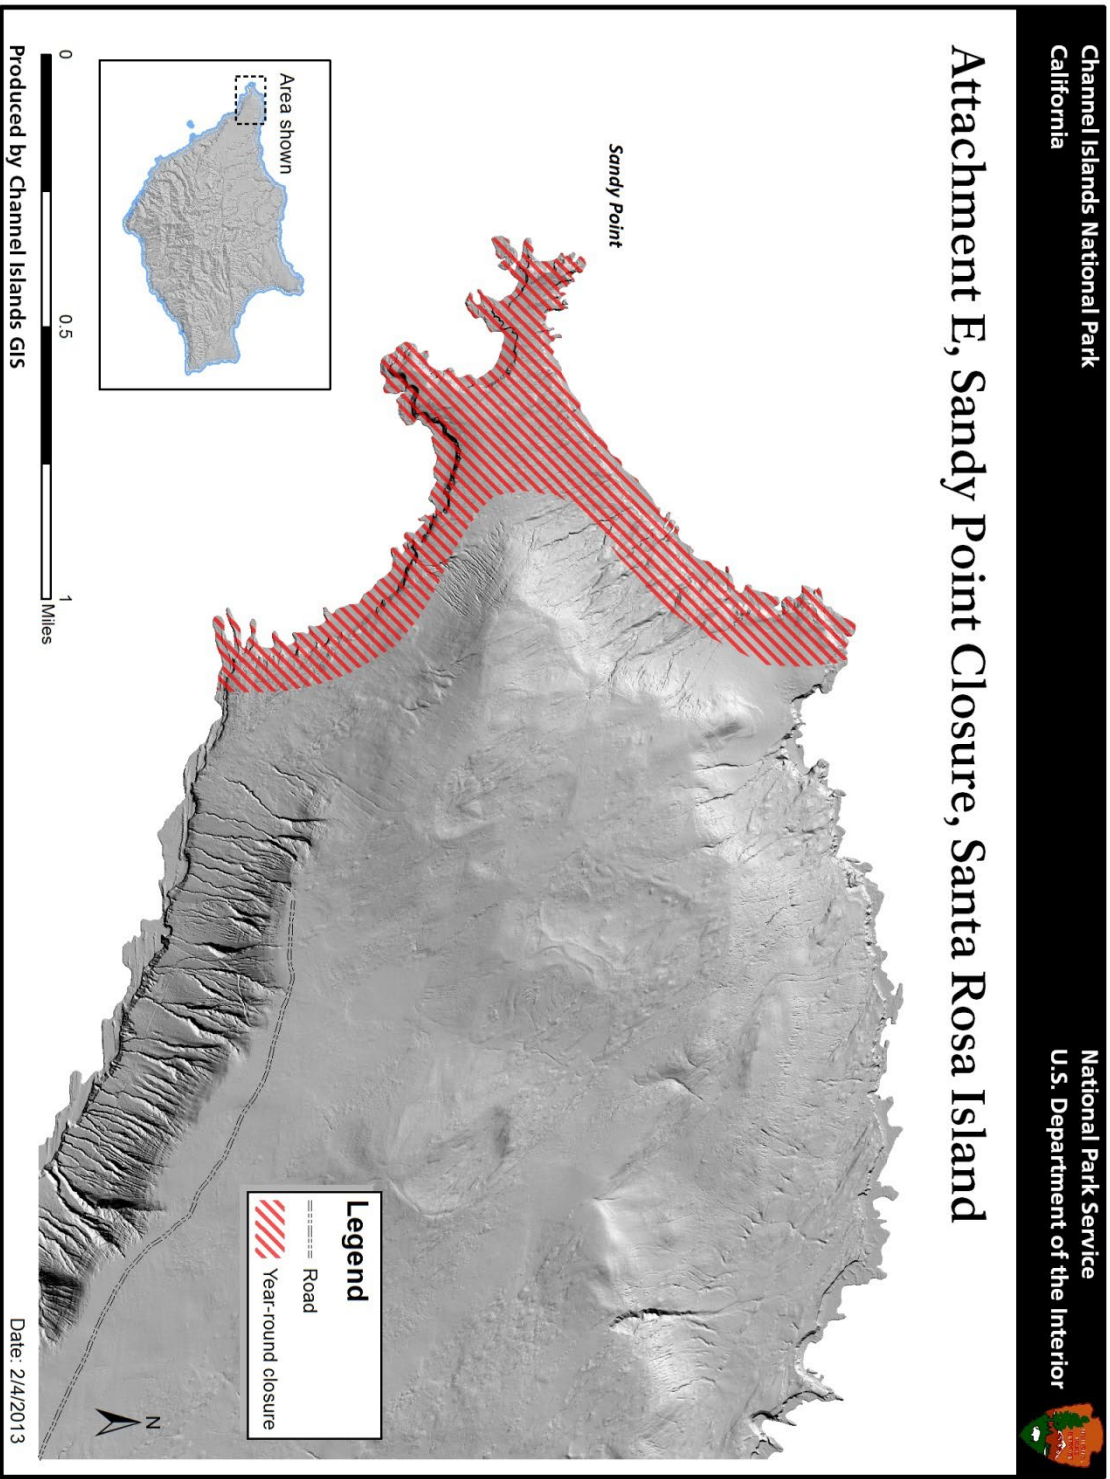 Channel Islands National Park
California
National Park Service
U.S. Department of the Interior
Attachment E, Sandy Point Closure, Santa Rosa Island
Sandy Point
Area shown
Legend
Road
Year-round closure
N
0
0.5
1
Miles
Produced by Channel Islands GIS
Date: 2/4/2013